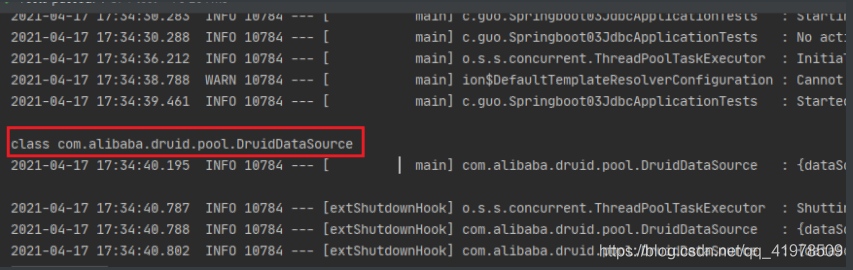 2021-04-17 17:34:30.283  INFO 10784 --- [           main] c.guo.Springboot03JdbcApplicationTests   : Starti
2021-04-17 17:34:30.288  INFO 10784 --- [           main] c.guo.Springboot03JdbcApplicationTests   : No acti
2021-04-17 17:34:36.212  INFO 10784 --- [           main] o.s.s.concurrent.ThreadPoolTaskExecutor  : Initial
2021-04-17 17:34:38.788  WARN 10784 --- [           main] ion$DefaultTemplateResolverConfiguration : Cannot
2021-04-17 17:34:39.461  INFO 10784 --- [           main] c.guo.Springboot03JdbcApplicationTests   : Started
class com.alibaba.druid.pool.DruidDataSource
2021-04-17 17:34:40.195  INFO 10784 --- [           main] com.alibaba.druid.pool.DruidDataSource   : {dataSo
2021-04-17 17:34:40.787  INFO 10784 --- [extShutdownHook] o.s.s.concurrent.ThreadPoolTaskExecutor  : Shuttin
2021-04-17 17:34:40.788  INFO 10784 --- [extShutdownHook] com.alibaba.druid.pool.DruidDataSource   : {dataSo
2021-04-17 17:34:40.802  INFO 10784 --- [extShutdownHook] com.alibaba.druid.pool.DruidDataSource   : {dataSo
https://blog.csdn.net/qq_41978509